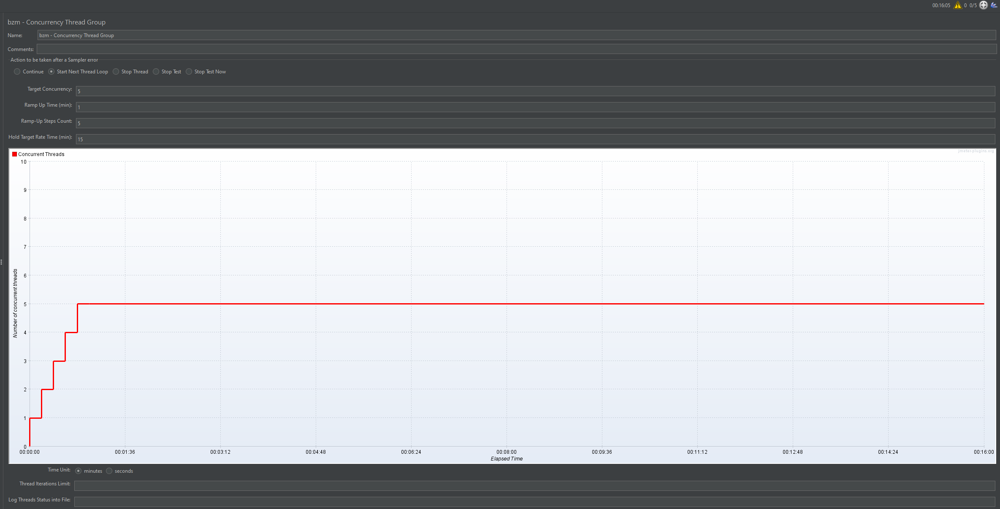 00:16:05 0 0/5
bzm - Concurrency Thread Group
Name: bzm - Concurrency Thread Group
Comments:
Action to be taken after a Sampler error
Continue Start Next Thread Loop Stop Thread Stop Test Stop Test Now
Target Concurrency: 5
Ramp Up Time (min): 1
Ramp-Up Steps Count: 5
Hold Target Rate Time (min): 15
jmeter-plugins.org
Concurrent Threads
10
9
8
7
6
5
4
3
2
1
0
Number of concurrent threads
00:00:00 00:01:36 00:03:12 00:04:48 00:06:24 00:08:00 00:09:36 00:11:12 00:12:48 00:14:24 00:16:00
Elapsed Time
Time Unit: minutes seconds
Thread Iterations Limit:
Log Threads Status into File: